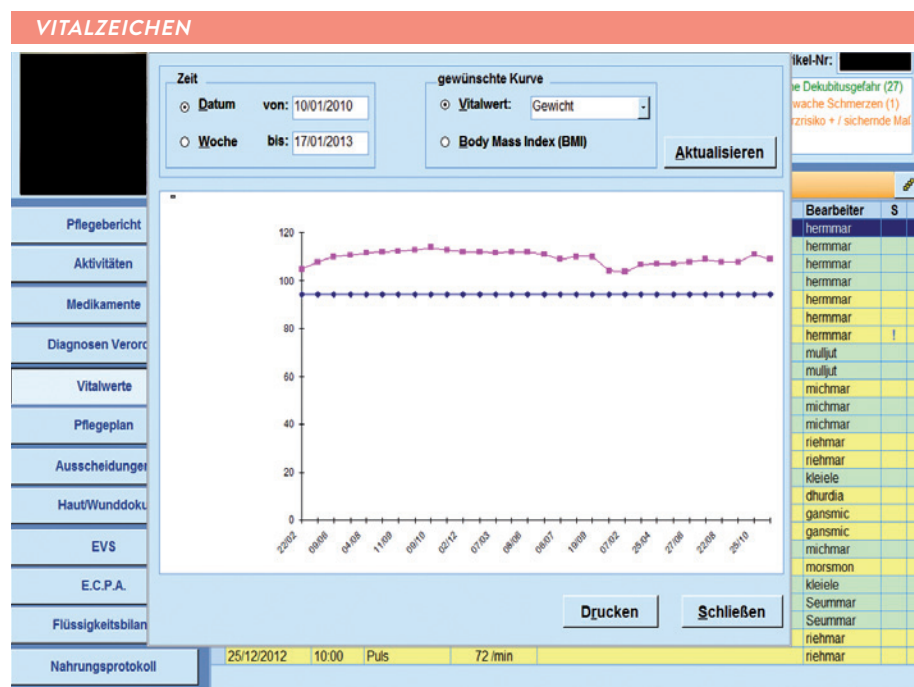 VITALZEICHEN
Zeit
Datum von: 10/01/2010
Woche bis: 17/01/2013
gewünschte Kurve
Vitalwert: Gewicht
Body Mass Index (BMI)
Aktualisieren
ikel-Nr:
ne Dekubitusgefahr (27)
wache Schmerzen (1)
rzrisiko + / sichernde Maß
Pflegebericht
Aktivitäten
Medikamente
Diagnosen Verord
Vitalwerte
Pflegeplan
Ausscheidungen
Haut/Wunddoku
EVS
E.C.P.A.
Flüssigkeitsbilan
Nahrungsprotokoll
120
100
80
60
40
20
0
22/02 09/06 04/08 11/09 09/10 02/12 07/03 08/06 06/07 19/09 07/02 25/04 27/06 22/08 25/10
Drucken Schließen
Bearbeiter S
hermmar
hermmar
hermmar
hermmar
hermmar
hermmar
hermmar !
mulljut
mulljut
michmar
michmar
michmar
riehmar
riehmar
kleiele
dhurdia
gansmic
gansmic
michmar
morsmon
kleiele
Seummar
Seummar
riehmar
25/12/2012 10:00 Puls 72 /min riehmar